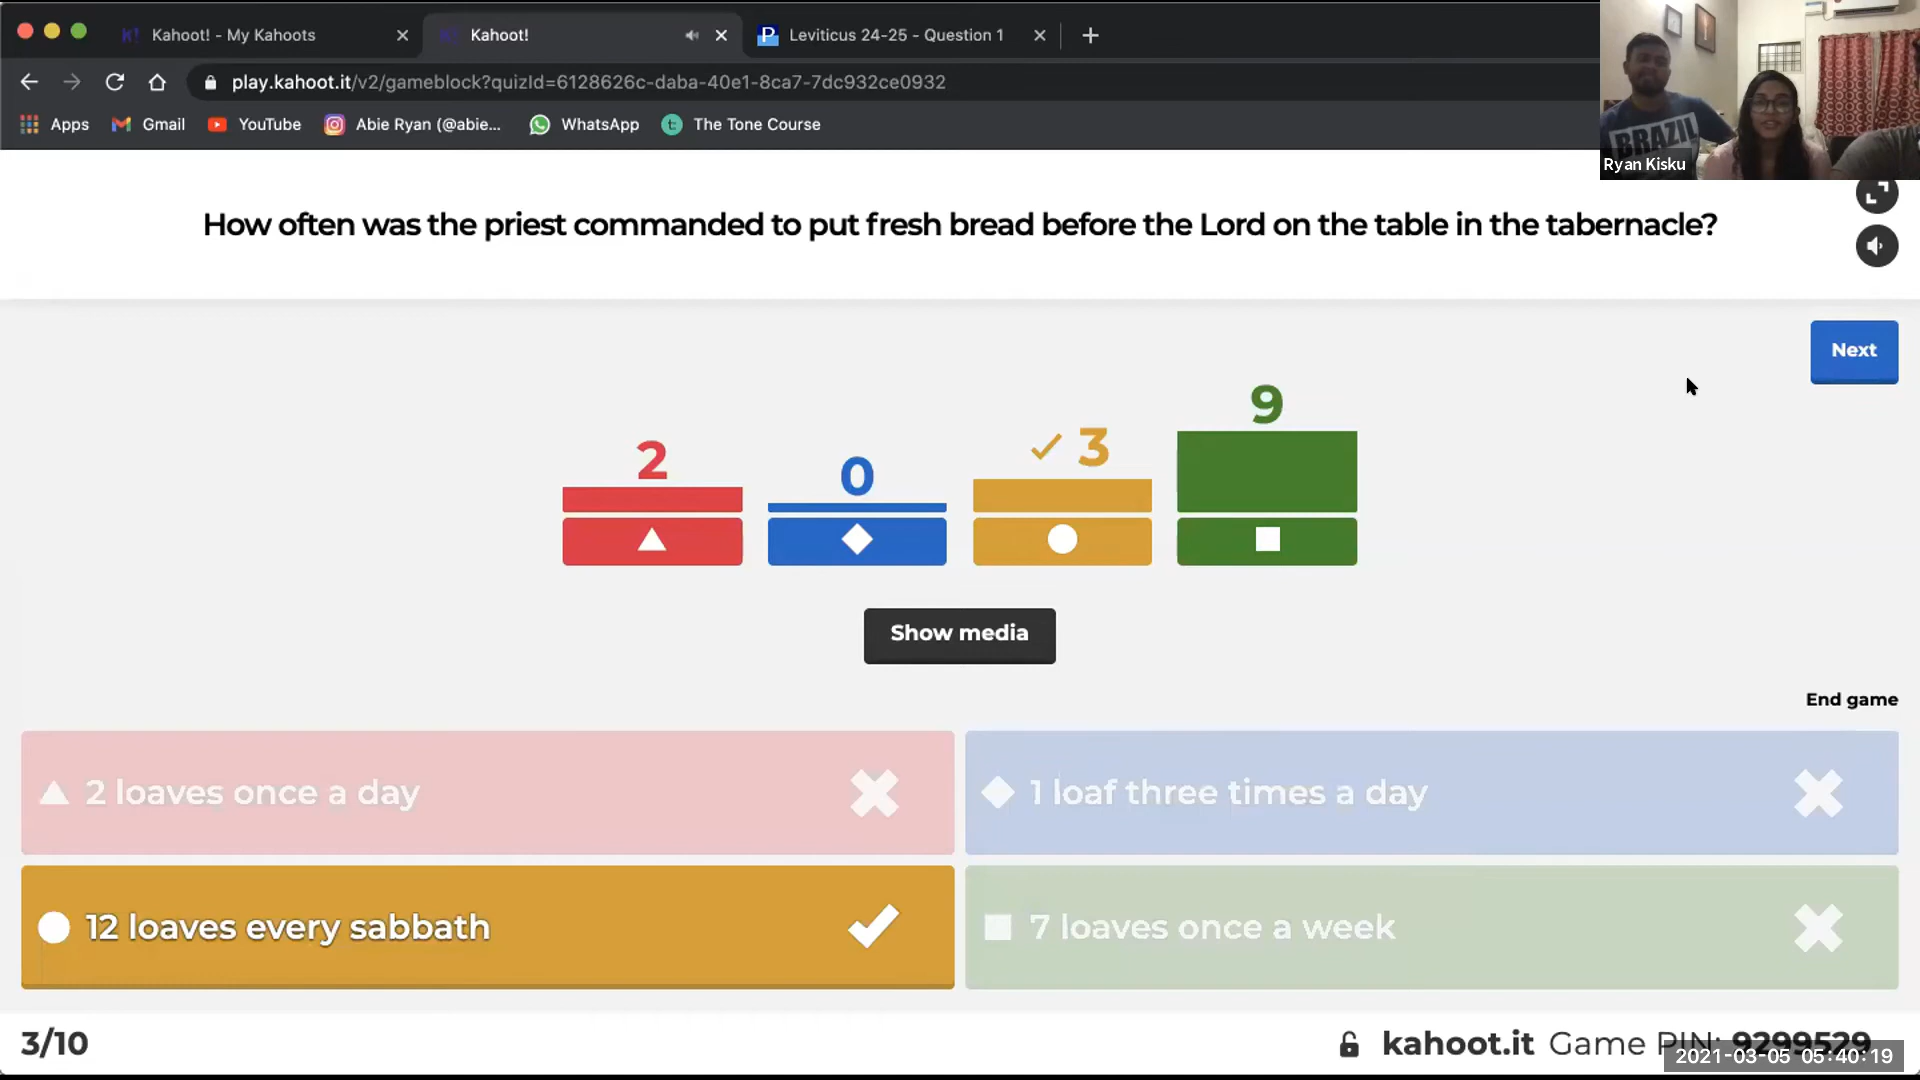 Kahoot! - My Kahoots
Kahoot!
Leviticus 24-25 - Question 1
play.kahoot.it/v2/gameblock?quizId=6128626c-daba-40e1-8ca7-7dc932ce0932
Apps
Gmail
YouTube
Abie Ryan (@abie...
WhatsApp
The Tone Course
BRAZIL
Ryan Kisku
How often was the priest commanded to put fresh bread before the Lord on the table in the tabernacle?
Next
2
0
3
9
Show media
End game
2 loaves once a day
1 loaf three times a day
12 loaves every sabbath
7 loaves once a week
3/10
kahoot.it Game PIN: 9299529
2021-03-05 05:40:19